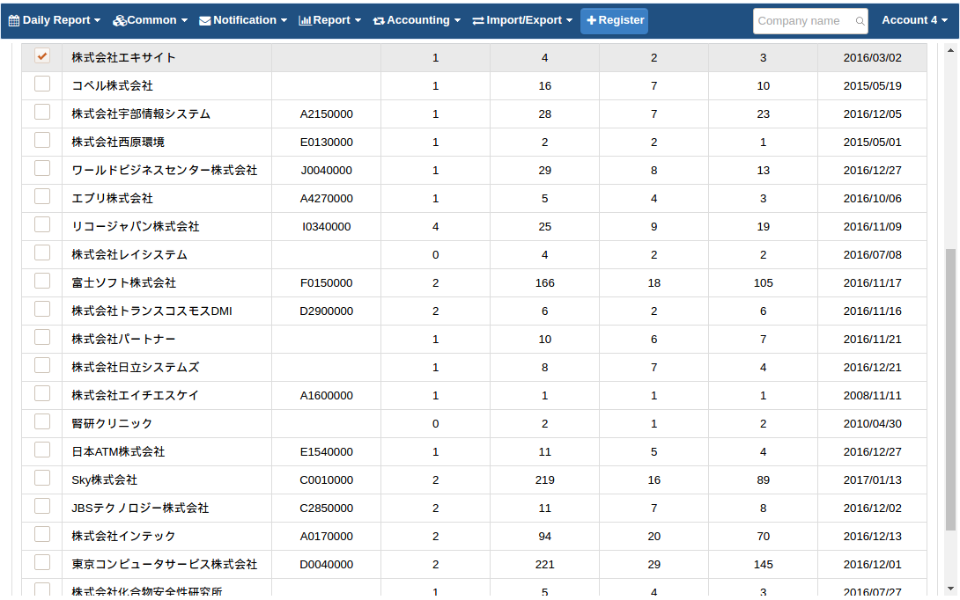 Daily Report Common Notification Report Accounting Import/Export Register Company name Account 4
株式会社エキサイト 1 4 2 3 2016/03/02
コベル株式会社 1 16 7 10 2015/05/19
株式会社宇部情報システム A2150000 1 28 7 23 2016/12/05
株式会社西原環境 E0130000 1 2 2 1 2015/05/01
ワールドビジネスセンター株式会社 J0040000 1 29 8 13 2016/12/27
エプリ株式会社 A4270000 1 5 4 3 2016/10/06
リコージャパン株式会社 I0340000 4 25 9 19 2016/11/09
株式会社レイシステム 0 4 2 2 2016/07/08
富士ソフト株式会社 F0150000 2 166 18 105 2016/11/17
株式会社トランスコスモスDMI D2900000 2 6 2 6 2016/11/16
株式会社パートナー 1 10 6 7 2016/11/21
株式会社日立システムズ 1 8 7 4 2016/12/21
株式会社エイチエスケイ A1600000 1 1 1 1 2008/11/11
腎研クリニック 0 2 1 2 2010/04/30
日本ATM株式会社 E1540000 1 11 5 4 2016/12/27
Sky株式会社 C0010000 2 219 16 89 2017/01/13
JBSテクノロジー株式会社 C2850000 2 11 7 8 2016/12/02
株式会社インテック A0170000 2 94 20 70 2016/12/13
東京コンピュータサービス株式会社 D0040000 2 221 29 145 2016/12/01
株式会社化合物安全性研究所 1 5 4 3 2016/07/27